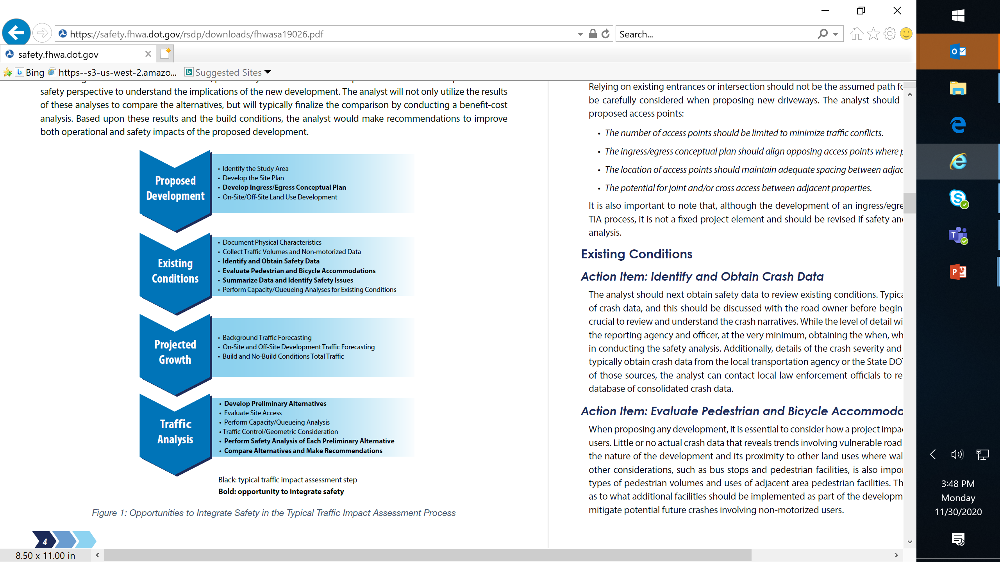 https://safety.fhwa.dot.gov/rsdp/downloads/fhwasa19026.pdf
Search...
safety.fhwa.dot.gov
Bing
https--s3-us-west-2.amazo...
Suggested Sites
safety perspective to understand the implications of the new development. The analyst will not only utilize the results
of these analyses to compare the alternatives, but will typically finalize the comparison by conducting a benefit-cost
analysis. Based upon these results and the build conditions, the analyst would make recommendations to improve
both operational and safety impacts of the proposed development.
Proposed
Development
• Identify the Study Area
• Develop the Site Plan
• Develop Ingress/Egress Conceptual Plan
• On-Site/Off-Site Land Use Development
Existing
Conditions
• Document Physical Characteristics
• Collect Traffic Volumes and Non-motorized Data
• Identify and Obtain Safety Data
• Evaluate Pedestrian and Bicycle Accommodations
• Summarize Data and Identify Safety Issues
• Perform Capacity/Queueing Analyses for Existing Conditions
Projected
Growth
• Background Traffic Forecasting
• On-Site and Off-Site Development Traffic Forecasting
• Build and No-Build Conditions Total Traffic
Traffic
Analysis
• Develop Preliminary Alternatives
• Evaluate Site Access
• Perform Capacity/Queueing Analysis
• Traffic Control/Geometric Consideration
• Perform Safety Analysis of Each Preliminary Alternative
• Compare Alternatives and Make Recommendations
Black: typical traffic impact assessment step
Bold: opportunity to integrate safety
Figure 1: Opportunities to Integrate Safety in the Typical Traffic Impact Assessment Process
4
8.50 x 11.00 in
Relying on existing entrances or intersection should not be the assumed path fo
be carefully considered when proposing new driveways. The analyst should
proposed access points:
• The number of access points should be limited to minimize traffic conflicts.
• The ingress/egress conceptual plan should align opposing access points where p
• The location of access points should maintain adequate spacing between adjac
• The potential for joint and/or cross access between adjacent properties.
It is also important to note that, although the development of an ingress/egre
TIA process, it is not a fixed project element and should be revised if safety an
analysis.
Existing Conditions
Action Item: Identify and Obtain Crash Data
The analyst should next obtain safety data to review existing conditions. Typica
of crash data, and this should be discussed with the road owner before begin
crucial to review and understand the crash narratives. While the level of detail wi
the reporting agency and officer, at the very minimum, obtaining the when, wh
in conducting the safety analysis. Additionally, details of the crash severity and
typically obtain crash data from the local transportation agency or the State DOT
of those sources, the analyst can contact local law enforcement officials to re
database of consolidated crash data.
Action Item: Evaluate Pedestrian and Bicycle Accommoda
When proposing any development, it is essential to consider how a project impa
users. Little or no actual crash data that reveals trends involving vulnerable road
the nature of the development and its proximity to other land uses where wal
other considerations, such as bus stops and pedestrian facilities, is also impor
types of pedestrian volumes and uses of adjacent area pedestrian facilities. Th
as to what additional facilities should be implemented as part of the developm
mitigate potential future crashes involving non-motorized users.
3:48 PM
Monday
11/30/2020